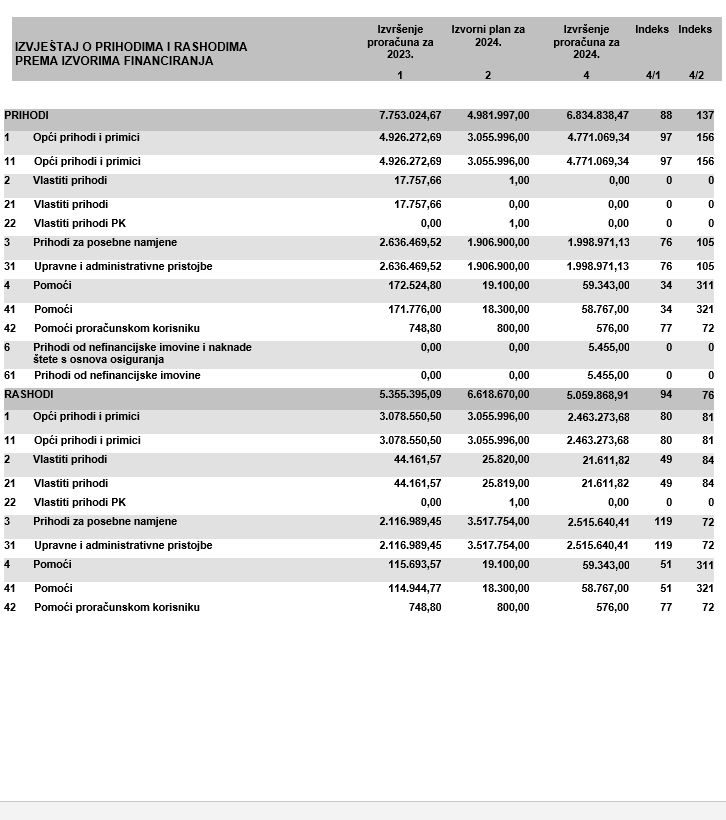 IZVJEŠTAJ O PRIHODIMA I RASHODIMA PREMA IZVORIMA FINANCIRANJA
Izvršenje proračuna za 2023. Izvorni plan za 2024. Izvršenje proračuna za 2024. Indeks Indeks
1 2 4 4/1 4/2
PRIHODI 7.753.024,67 4.981.997,00 6.834.838,47 88 137
1 Opći prihodi i primici 4.926.272,69 3.055.996,00 4.771.069,34 97 156
11 Opći prihodi i primici 4.926.272,69 3.055.996,00 4.771.069,34 97 156
2 Vlastiti prihodi 17.757,66 1,00 0,00 0 0
21 Vlastiti prihodi 17.757,66 0,00 0,00 0 0
22 Vlastiti prihodi PK 0,00 1,00 0,00 0 0
3 Prihodi za posebne namjene 2.636.469,52 1.906.900,00 1.998.971,13 76 105
31 Upravne i administrativne pristojbe 2.636.469,52 1.906.900,00 1.998.971,13 76 105
4 Pomoći 172.524,80 19.100,00 59.343,00 34 311
41 Pomoći 171.776,00 18.300,00 58.767,00 34 321
42 Pomoći proračunskom korisniku 748,80 800,00 576,00 77 72
6 Prihodi od nefinancijske imovine i naknade 0,00 0,00 5.455,00 0 0
štete s osnova osiguranja
61 Prihodi od nefinancijske imovine 0,00 0,00 5.455,00 0 0
RASHODI 5.355.395,09 6.618.670,00 5.059.868,91 94 76
1 Opći prihodi i primici 3.078.550,50 3.055.996,00 2.463.273,68 80 81
11 Opći prihodi i primici 3.078.550,50 3.055.996,00 2.463.273,68 80 81
2 Vlastiti prihodi 44.161,57 25.820,00 21.611,82 49 84
21 Vlastiti prihodi 44.161,57 25.819,00 21.611,82 49 84
22 Vlastiti prihodi PK 0,00 1,00 0,00 0 0
3 Prihodi za posebne namjene 2.116.989,45 3.517.754,00 2.515.640,41 119 72
31 Upravne i administrativne pristojbe 2.116.989,45 3.517.754,00 2.515.640,41 119 72
4 Pomoći 115.693,57 19.100,00 59.343,00 51 311
41 Pomoći 114.944,77 18.300,00 58.767,00 51 321
42 Pomoći proračunskom korisniku 748,80 800,00 576,00 77 72